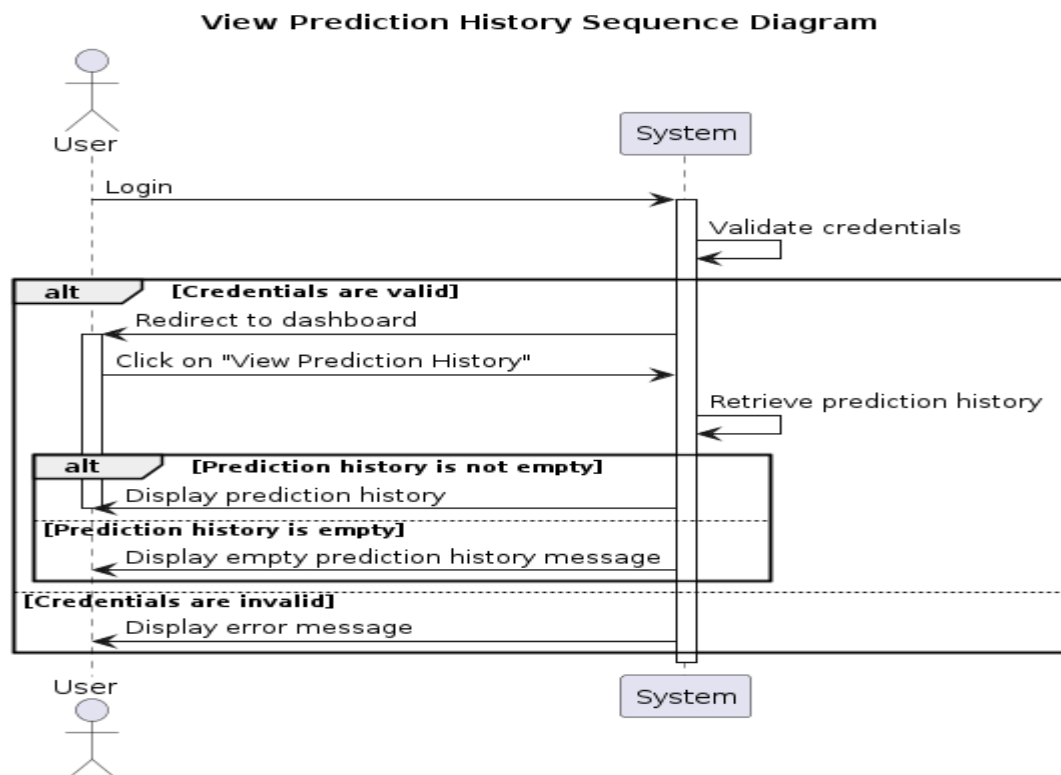 View Prediction History Sequence Diagram
User
System
Login
Validate credentials
alt [Credentials are valid]
Redirect to dashboard
Click on "View Prediction History"
Retrieve prediction history
alt [Prediction history is not empty]
Display prediction history
[Prediction history is empty]
Display empty prediction history message
[Credentials are invalid]
Display error message
User
System